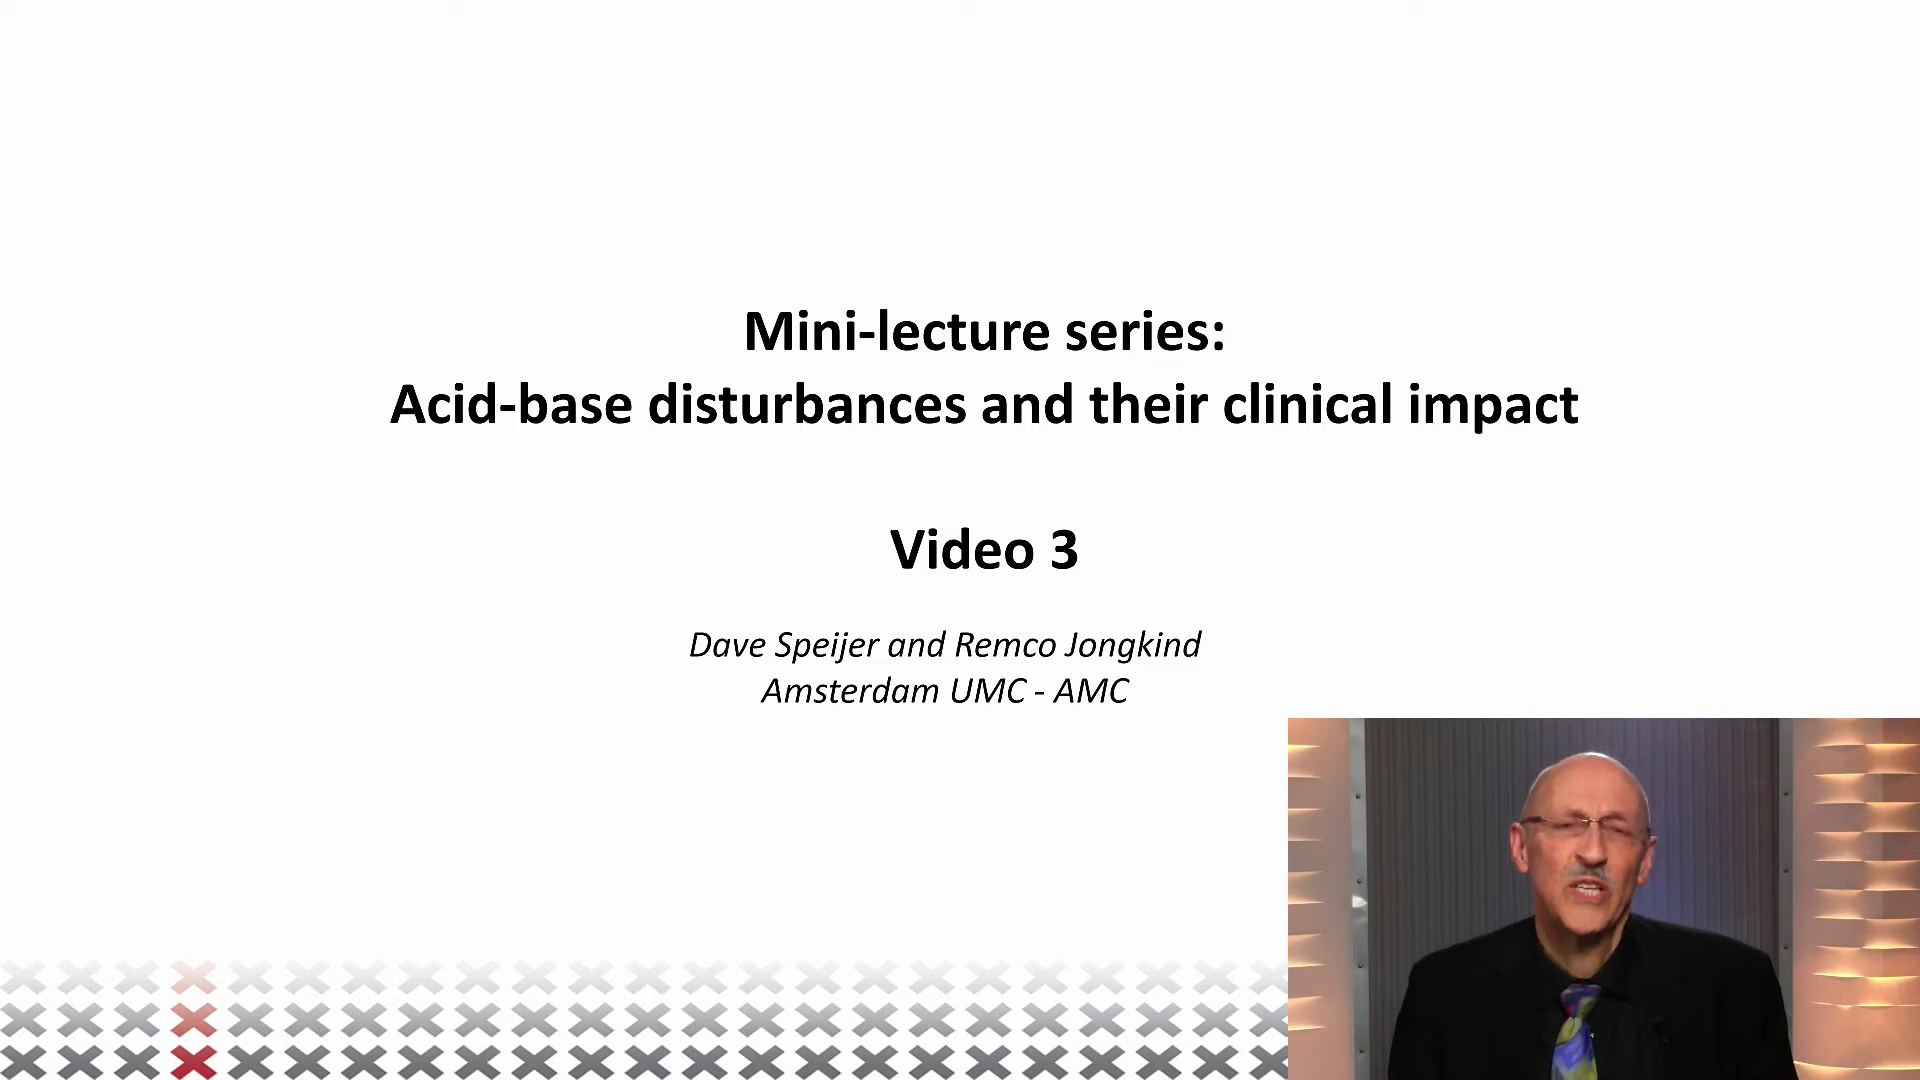 Mini-lecture series:
Acid-base disturbances and their clinical impact
Video 3
Dave Speijer and Remco Jongkind
Amsterdam UMC - AMC